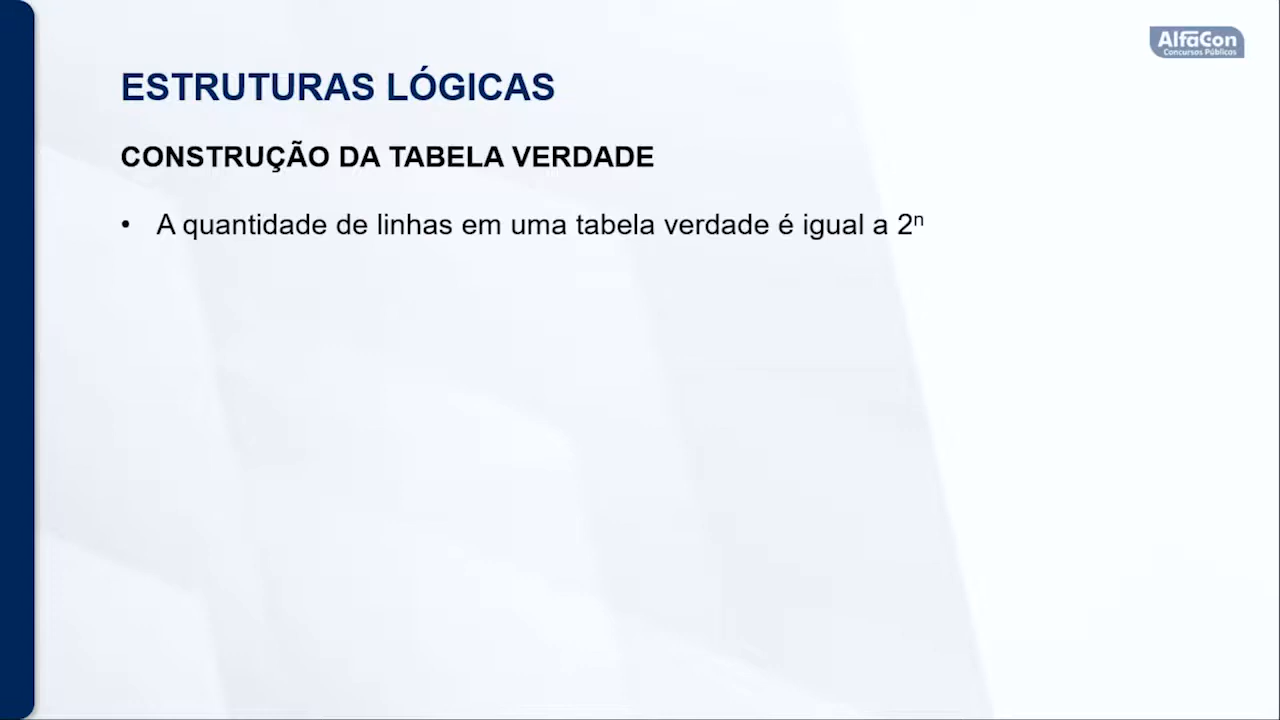 AlfaCon
Concursos Públicos
ESTRUTURAS LÓGICAS
CONSTRUÇÃO DA TABELA VERDADE
• A quantidade de linhas em uma tabela verdade é igual a 2ⁿ